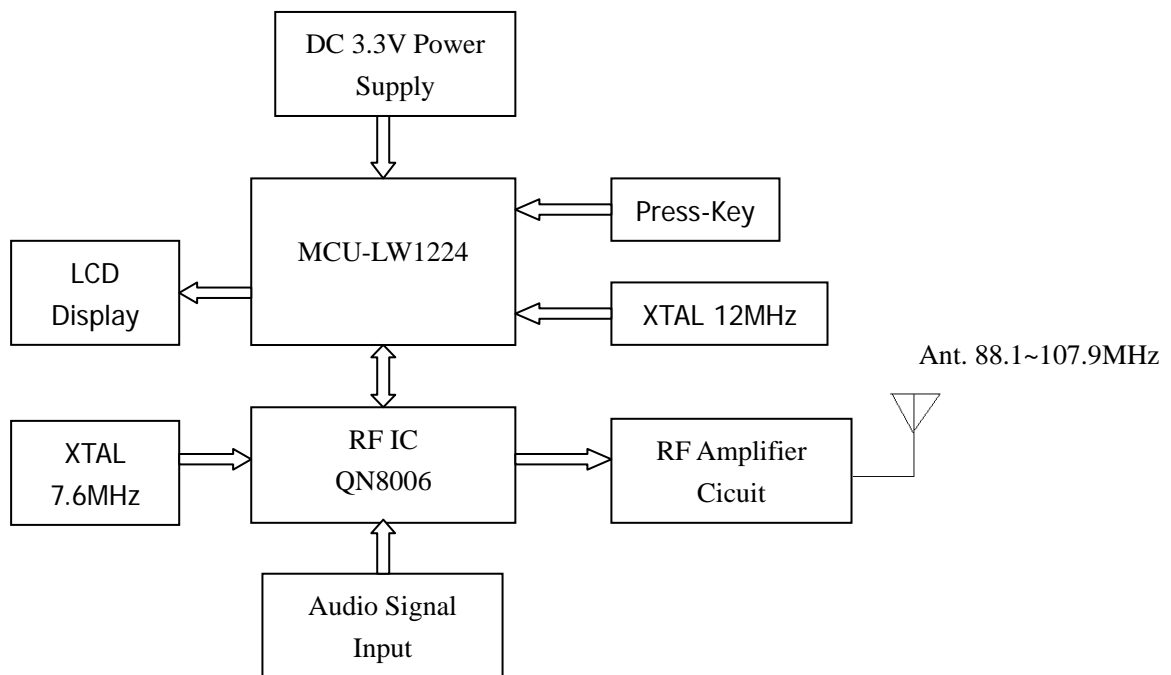 DC 3.3V Power
Supply
MCU-LW1224
Press-Key
LCD
Display
XTAL 12MHz
Ant. 88.1~107.9MHz
XTAL
7.6MHz
RF IC
QN8006
RF Amplifier
Cicuit
Audio Signal
Input